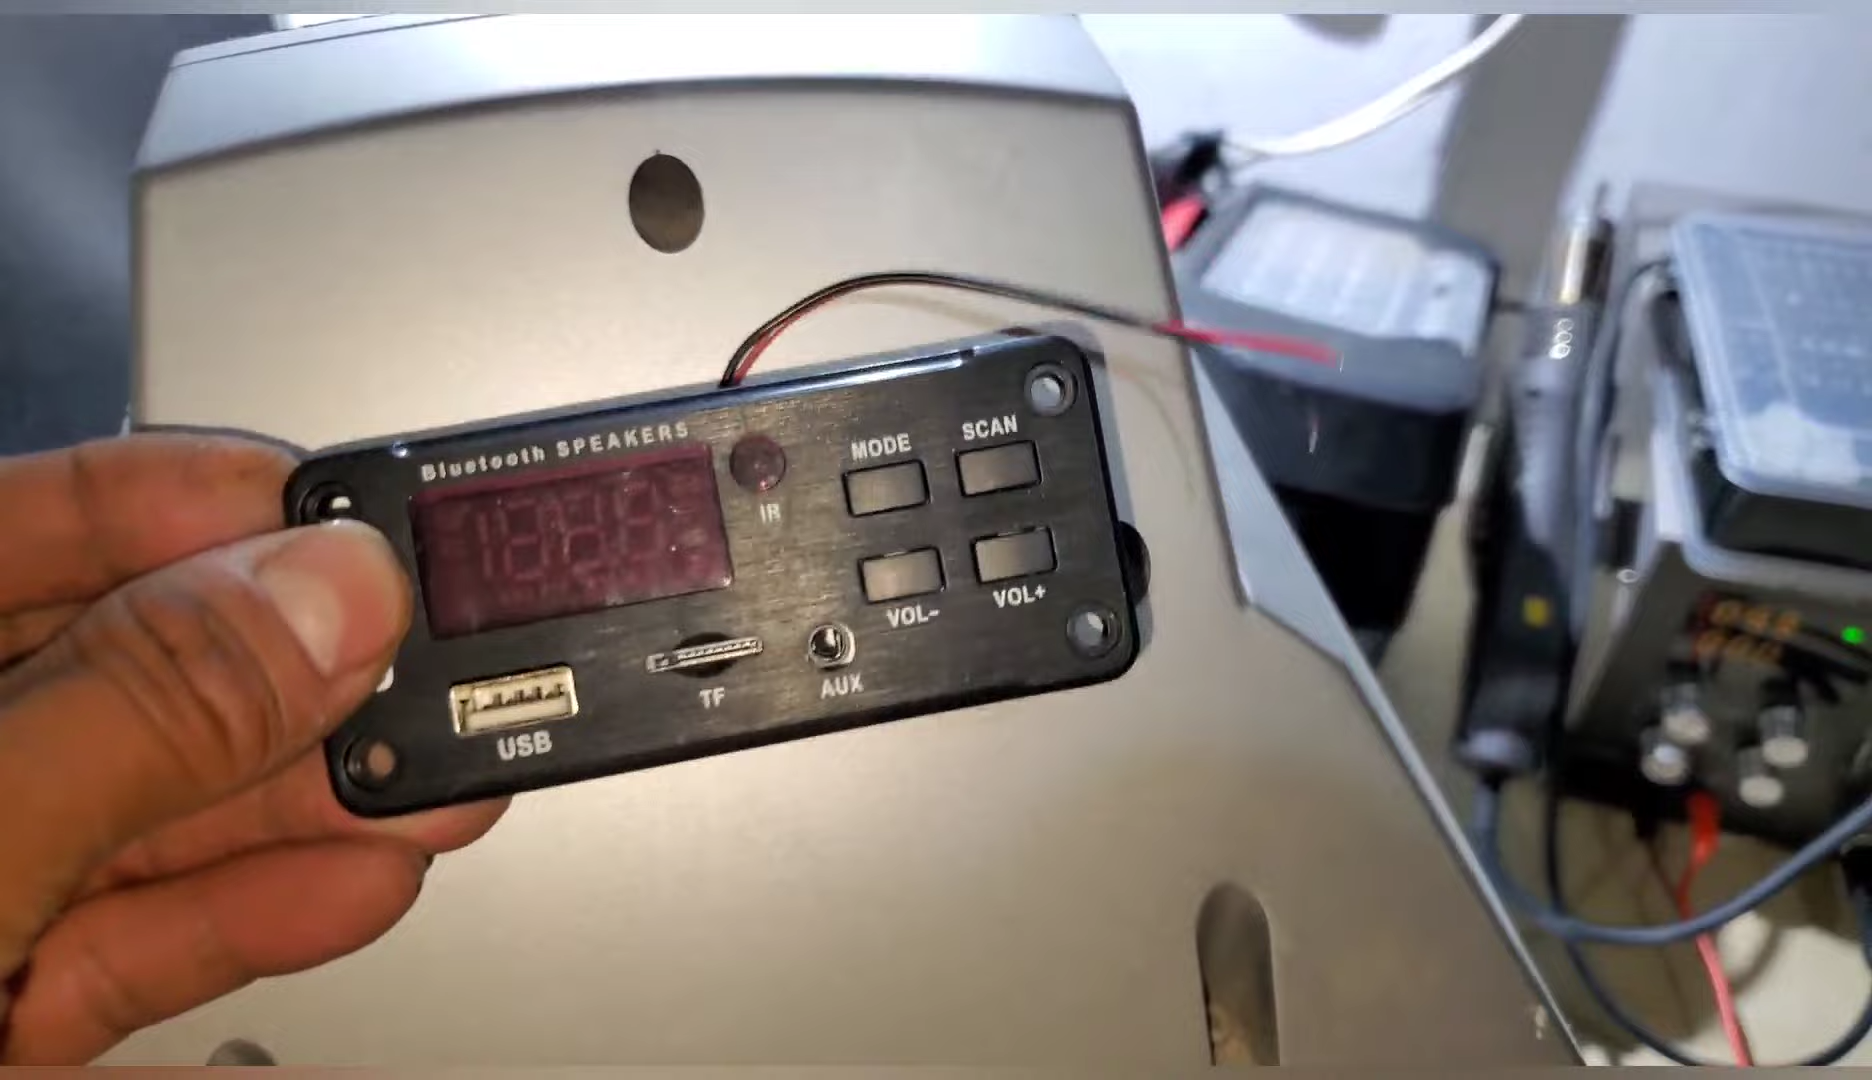 Bluetooth SPEAKERS
IR
MODE
SCAN
VOL-
VOL+
USB
TF
AUX